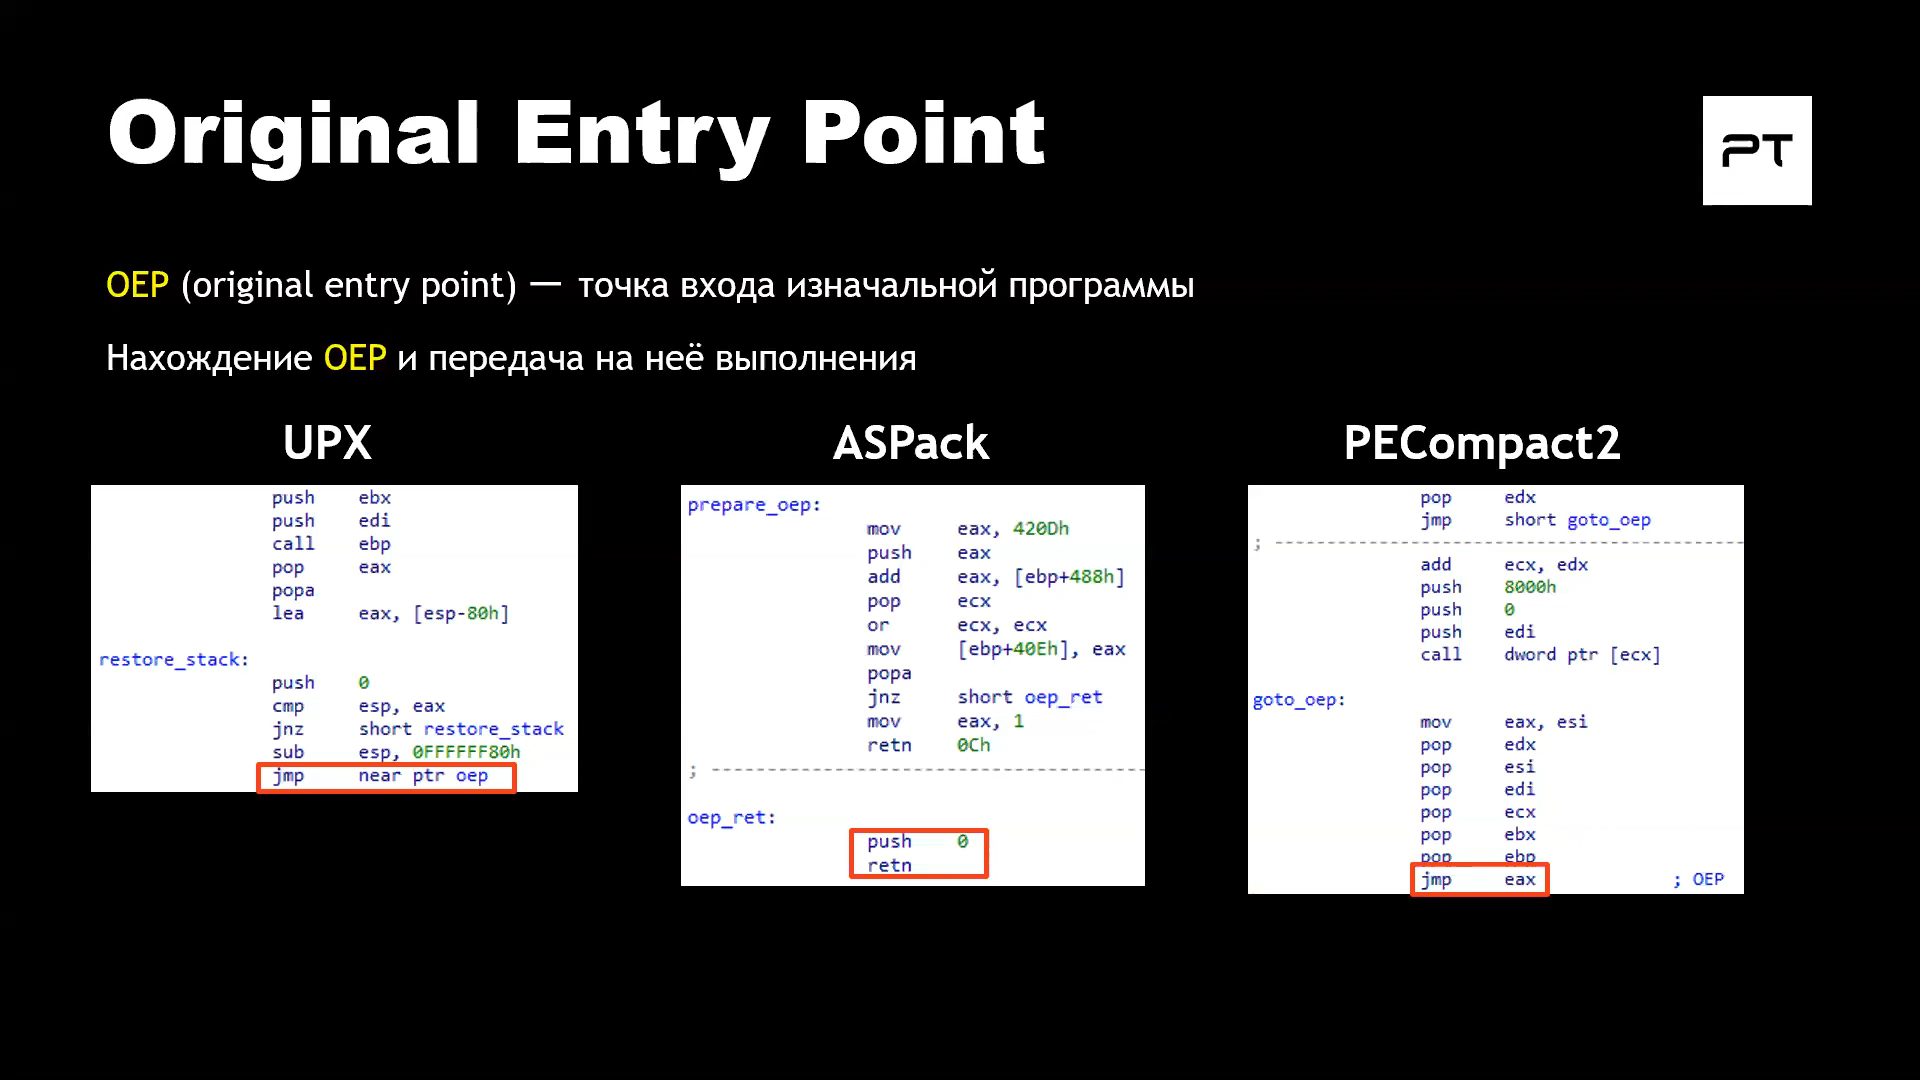 Original Entry Point
PT
OEP (original entry point) — точка входа изначальной программы
Нахождение OEP и передача на неё выполнения
UPX
push ebx
push edi
call ebp
pop eax
popa
lea eax, [esp-80h]
restore_stack:
push 0
cmp esp, eax
jnz short restore_stack
sub esp, 0FFFFFF80h
jmp near ptr oep
ASPack
prepare_oep:
mov eax, 420Dh
push eax
add eax, [ebp+488h]
pop ecx
or ecx, ecx
mov [ebp+40Eh], eax
popa
jnz short oep_ret
mov eax, 1
retn 0Ch
; ---------------------------------------
oep_ret:
push 0
retn
PECompact2
pop edx
jmp short goto_oep
; ------------------------------------------
add ecx, edx
push 8000h
push 0
push edi
call dword ptr [ecx]
goto_oep:
mov eax, esi
pop edx
pop esi
pop edi
pop ecx
pop ebx
pop ebp
jmp eax ; OEP